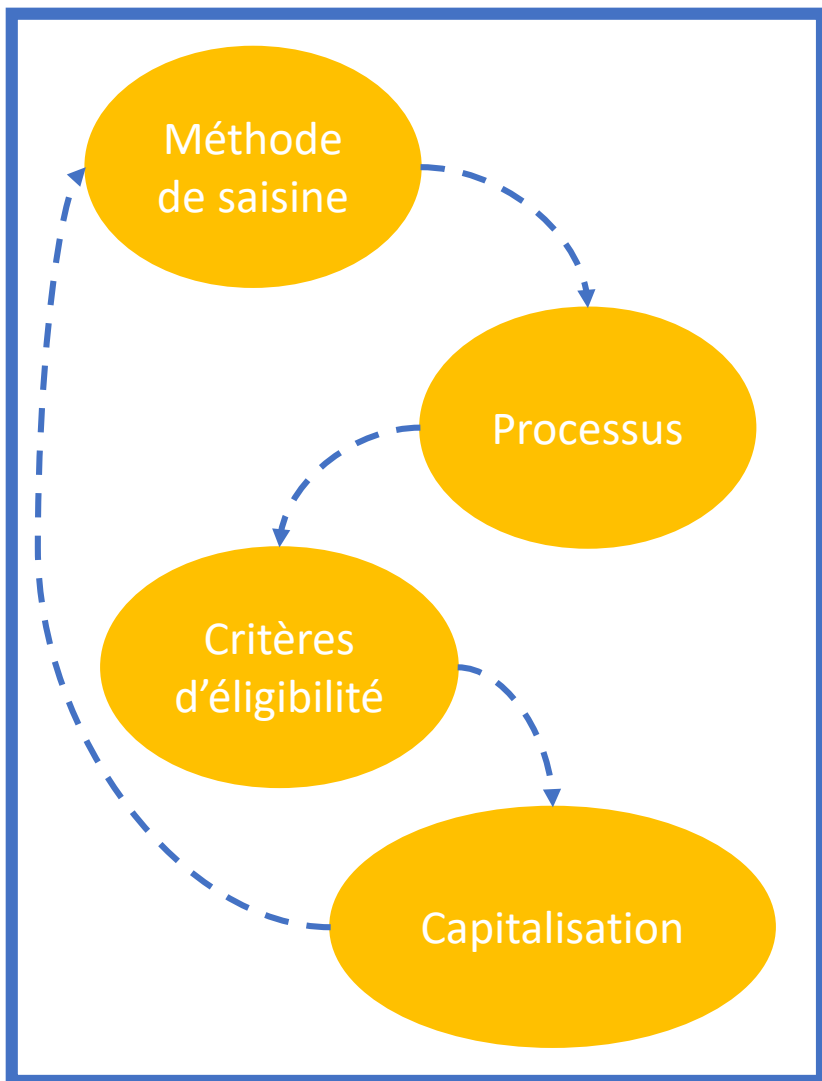 Méthode
de saisine
Processus
Critères
d’éligibilité
Capitalisation